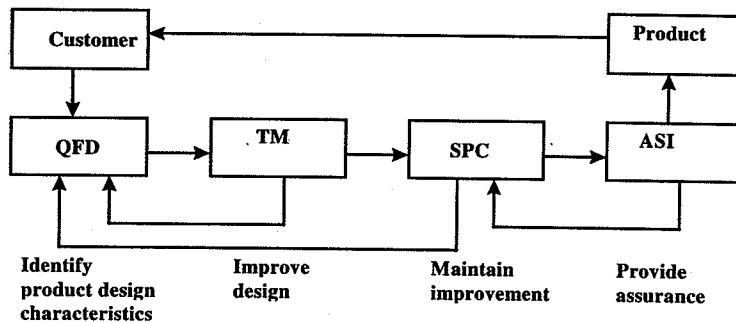 Customer
Product
QFD
TM
SPC
ASI
Identify
product design
characteristics
Improve
design
Maintain
improvement
Provide
assurance